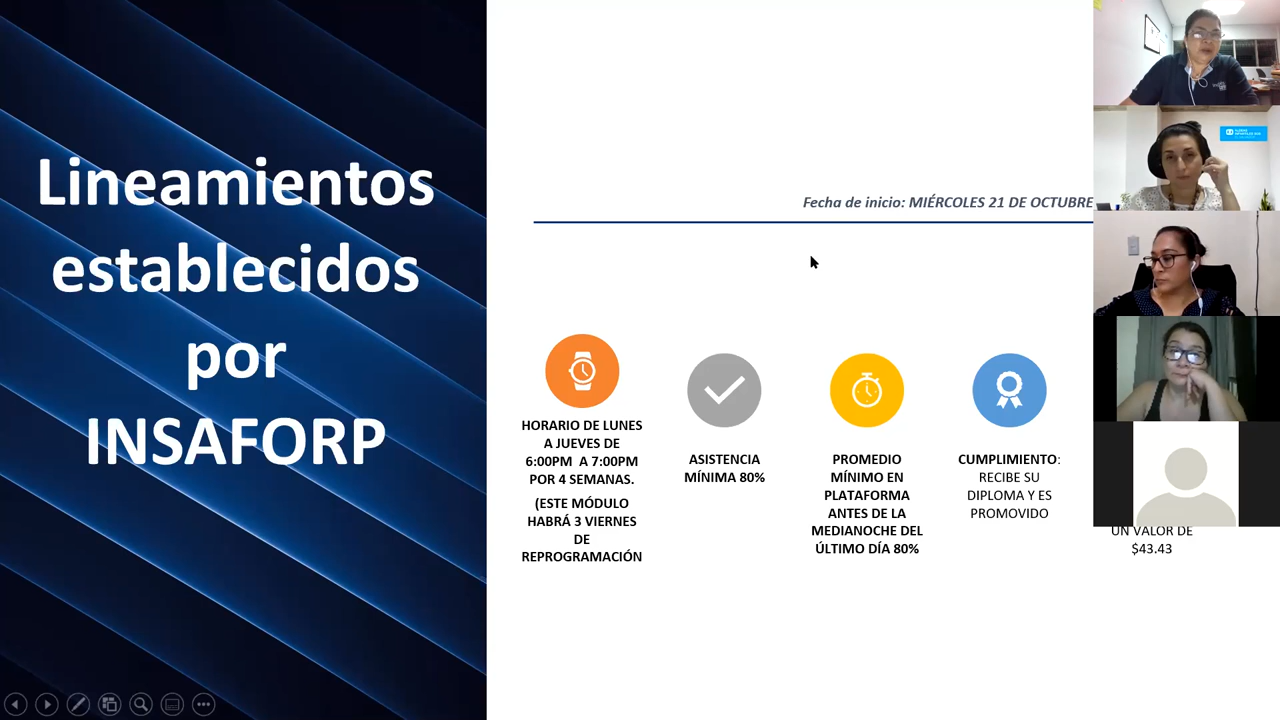 Lineamientos
establecidos
por
INSAFORP
Fecha de inicio: MIÉRCOLES 21 DE OCTUBRE
HORARIO DE LUNES
A JUEVES DE
6:00PM A 7:00PM
POR 4 SEMANAS.
(ESTE MÓDULO
HABRÁ 3 VIERNES
DE
REPROGRAMACIÓN
ASISTENCIA
MÍNIMA 80%
PROMEDIO
MÍNIMO EN
PLATAFORMA
ANTES DE LA
MEDIANOCHE DEL
ÚLTIMO DÍA 80%
CUMPLIMIENTO:
RECIBE SU
DIPLOMA Y ES
PROMOVIDO
UN VALOR DE
$43.43